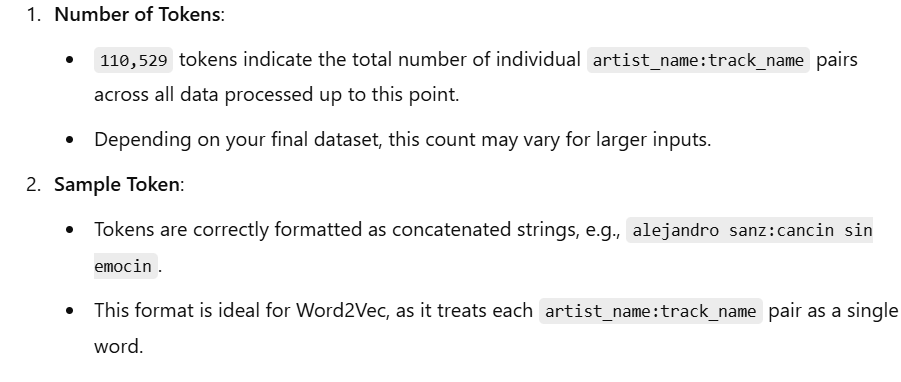 1. Number of Tokens:
• 110,529 tokens indicate the total number of individual artist_name:track_name pairs
across all data processed up to this point.
• Depending on your final dataset, this count may vary for larger inputs.
2. Sample Token:
• Tokens are correctly formatted as concatenated strings, e.g., alejandro sanz:cancin sin
emocin .
• This format is ideal for Word2Vec, as it treats each artist_name:track_name pair as a single
word.